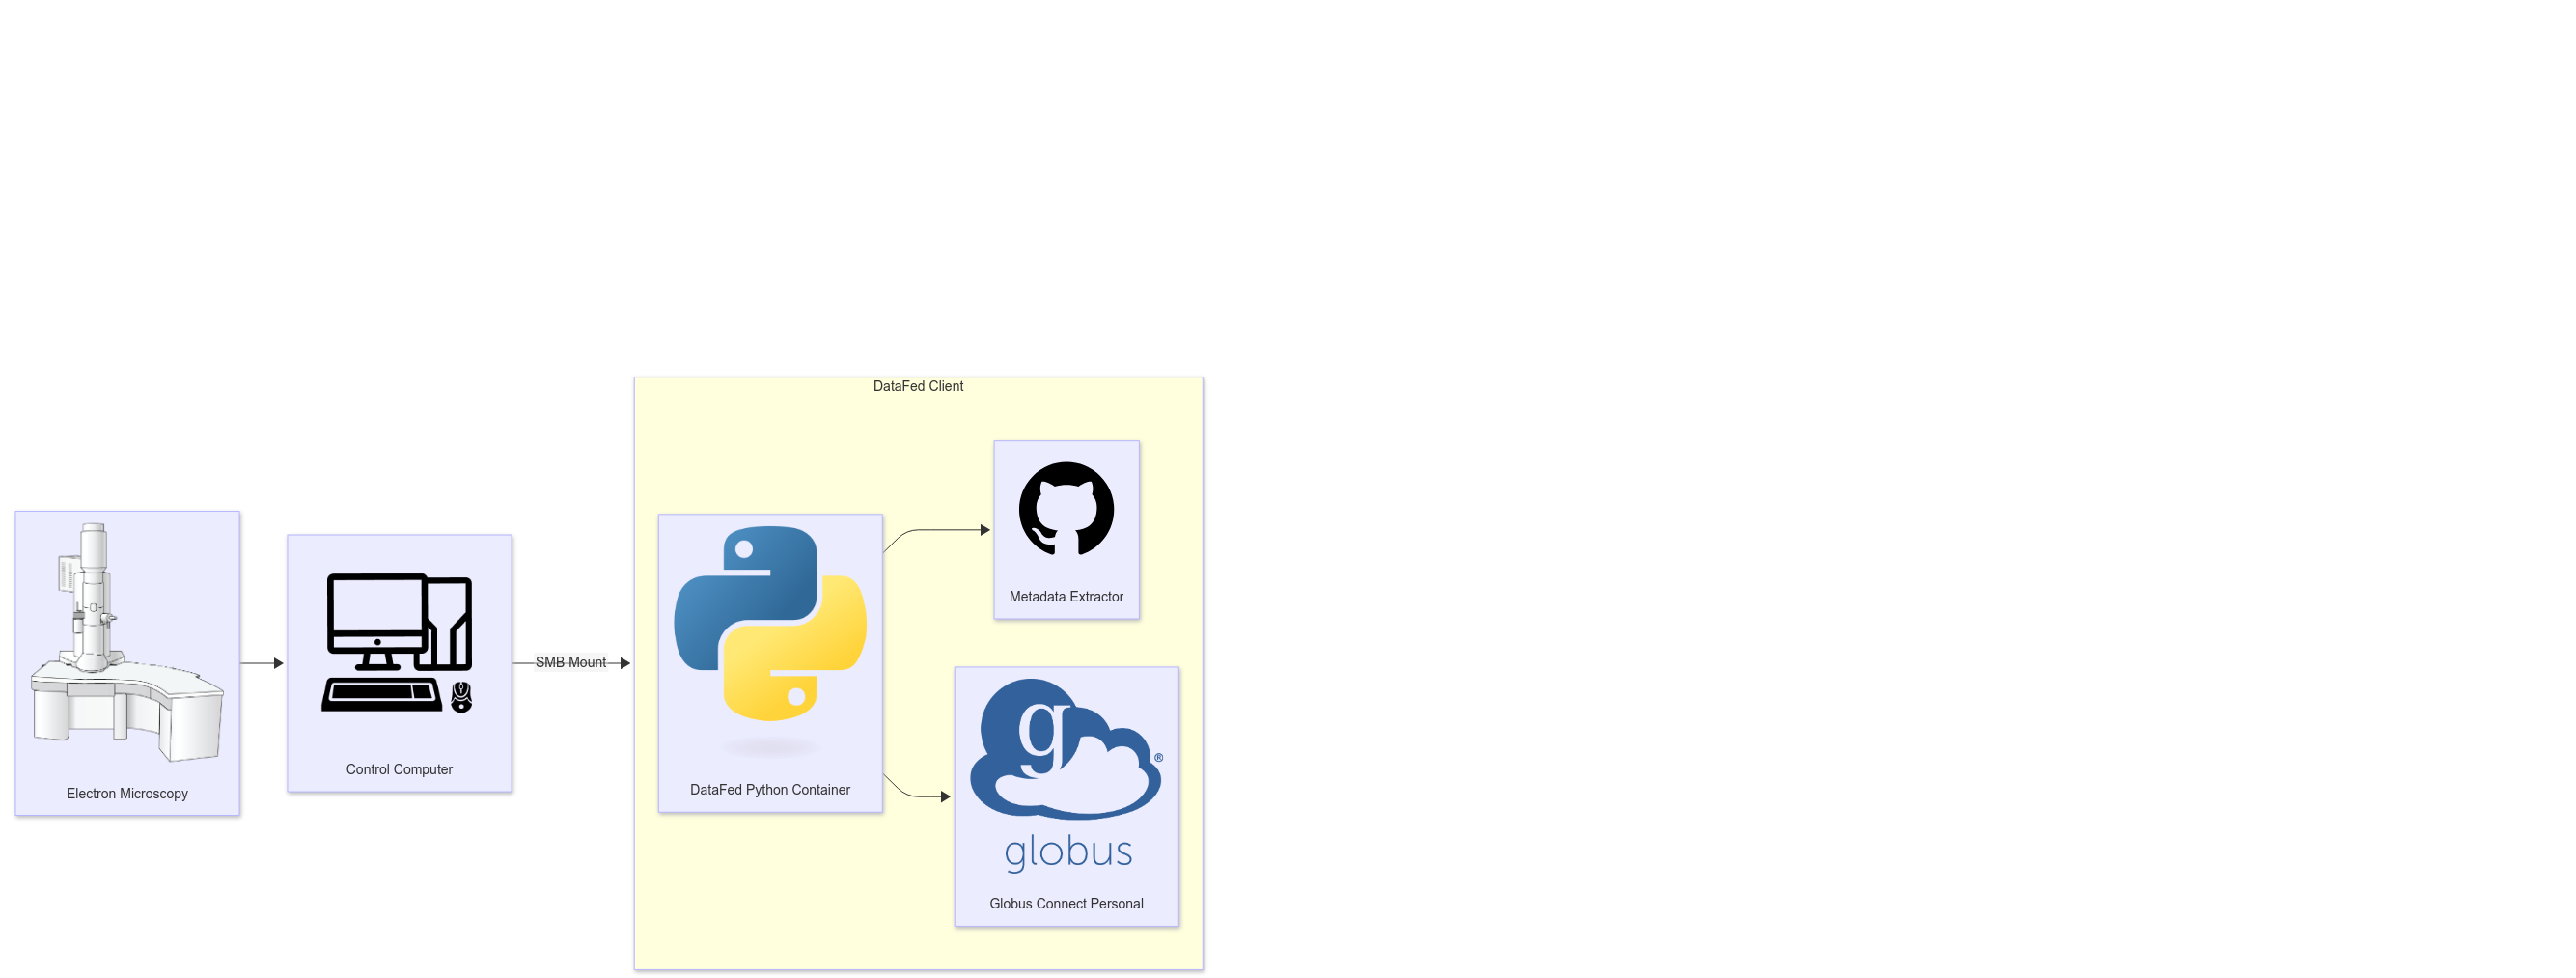 DataFed Client
Metadata Extractor
SMB Mount
Control Computer
Electron Microscopy
DataFed Python Container
g
®
globus
Globus Connect Personal